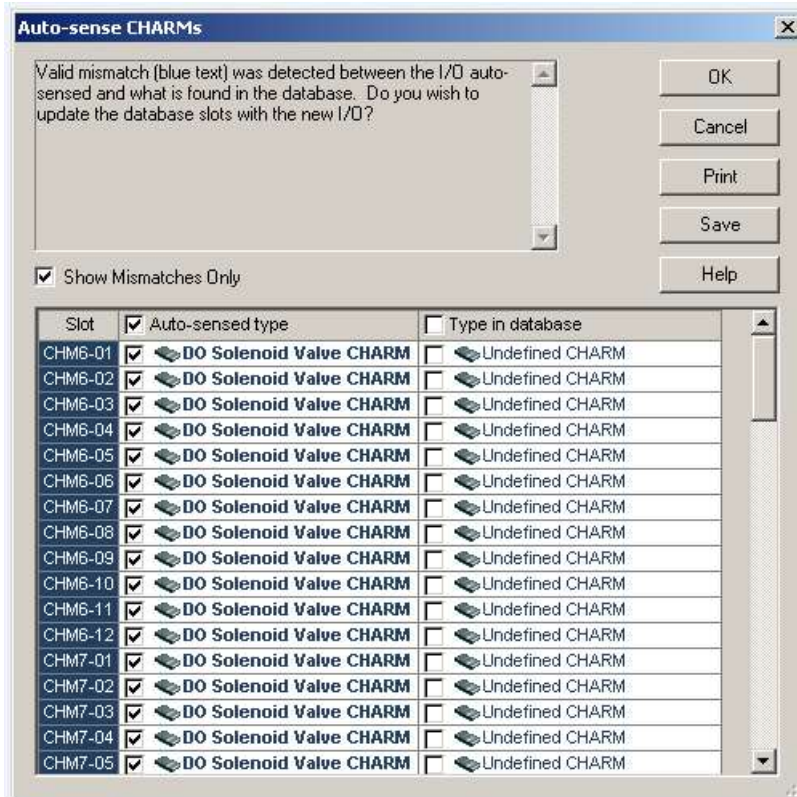 Auto-sense CHARMs
Valid mismatch (blue text) was detected between the I/O auto-
sensed and what is found in the database. Do you wish to
update the database slots with the new I/O?
OK
Cancel
Print
Save
Help
Show Mismatches Only
Slot Auto-sensed type Type in database
CHM6-01 DO Solenoid Valve CHARM Undefined CHARM
CHM6-02 DO Solenoid Valve CHARM Undefined CHARM
CHM6-03 DO Solenoid Valve CHARM Undefined CHARM
CHM6-04 DO Solenoid Valve CHARM Undefined CHARM
CHM6-05 DO Solenoid Valve CHARM Undefined CHARM
CHM6-06 DO Solenoid Valve CHARM Undefined CHARM
CHM6-07 DO Solenoid Valve CHARM Undefined CHARM
CHM6-08 DO Solenoid Valve CHARM Undefined CHARM
CHM6-09 DO Solenoid Valve CHARM Undefined CHARM
CHM6-10 DO Solenoid Valve CHARM Undefined CHARM
CHM6-11 DO Solenoid Valve CHARM Undefined CHARM
CHM6-12 DO Solenoid Valve CHARM Undefined CHARM
CHM7-01 DO Solenoid Valve CHARM Undefined CHARM
CHM7-02 DO Solenoid Valve CHARM Undefined CHARM
CHM7-03 DO Solenoid Valve CHARM Undefined CHARM
CHM7-04 DO Solenoid Valve CHARM Undefined CHARM
CHM7-05 DO Solenoid Valve CHARM Undefined CHARM